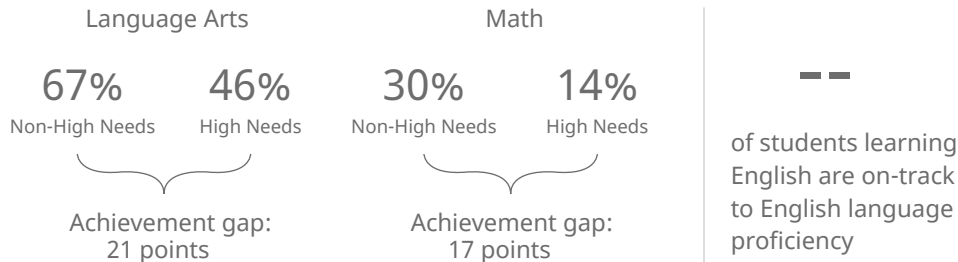 Language Arts
Math
67% 46% 30% 14% --
Non-High Needs High Needs Non-High Needs High Needs
of students learning
English are on-track
to English language
proficiency
Achievement gap:
21 points
Achievement gap:
17 points